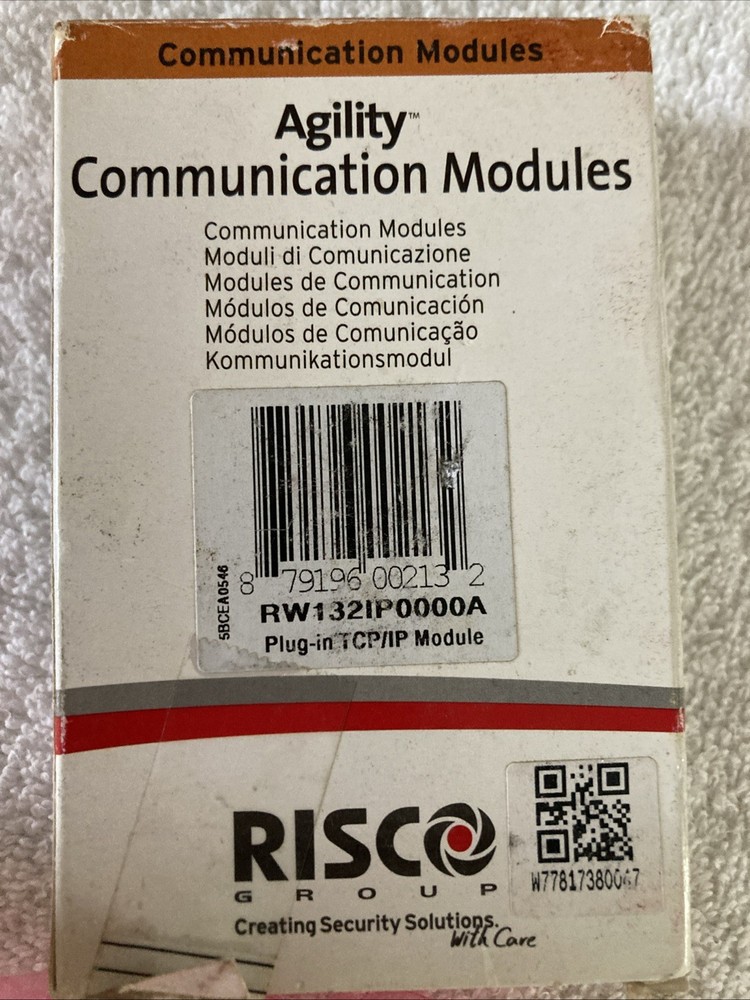 Communication Modules
Agility™
Communication Modules
Communication Modules
Moduli di Comunicazione
Modules de Communication
Módulos de Comunicación
Módulos de Comunicação
Kommunikationsmodul
5BCEA0546
8 79196 00213 2
RW132IP0000A
Plug-in TCP/IP Module
RISCO
GROUP
Creating Security Solutions.
With Care